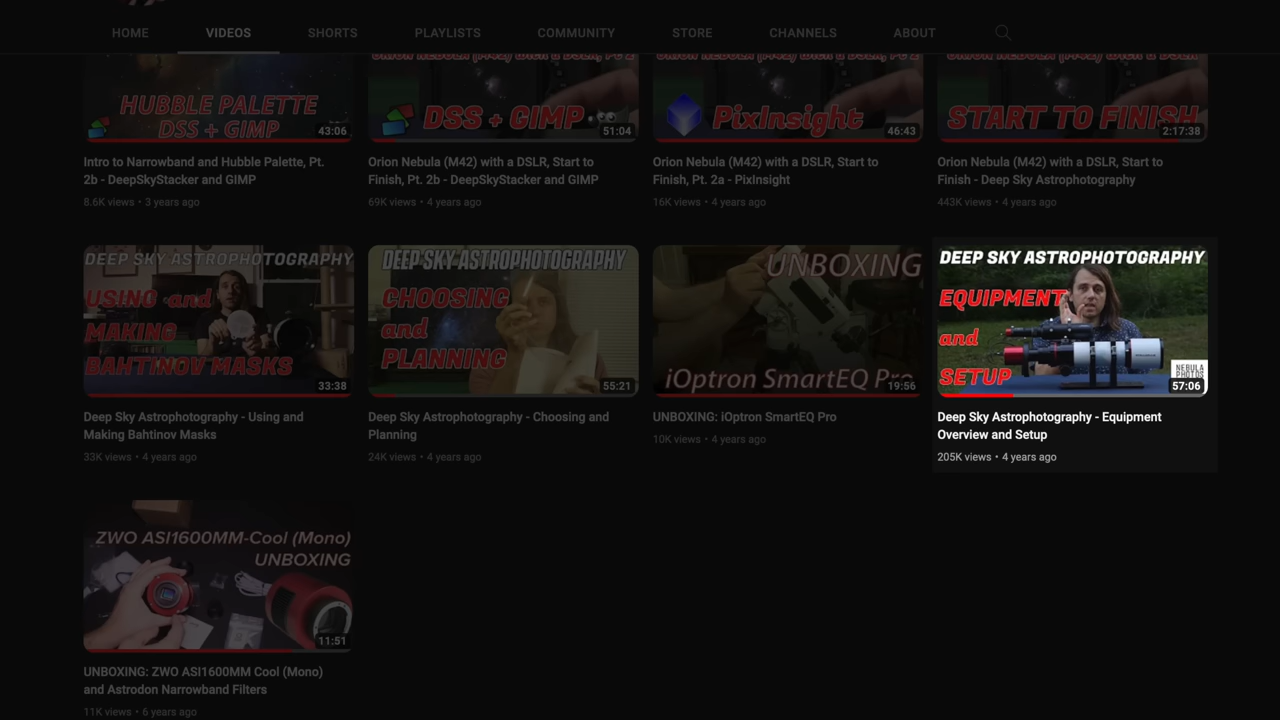 HOME VIDEOS SHORTS PLAYLISTS COMMUNITY STORE CHANNELS ABOUT
HUBBLE PALETTE
DSS + GIMP
43:06
Intro to Narrowband and Hubble Palette, Pt.
2b - DeepSkyStacker and GIMP
8.6K views • 3 years ago
DSS + GIMP
51:04
Orion Nebula (M42) with a DSLR, Start to
Finish, Pt. 2b - DeepSkyStacker and GIMP
69K views • 4 years ago
PixInsight
46:43
Orion Nebula (M42) with a DSLR, Start to
Finish, Pt. 2a - PixInsight
16K views • 4 years ago
START TO FINISH
2:17:38
Orion Nebula (M42) with a DSLR, Start to
Finish - Deep Sky Astrophotography
443K views • 4 years ago
DEEP SKY ASTROPHOTOGRAPHY
USING and
MAKING
BAHTINOV MASKS
33:38
Deep Sky Astrophotography - Using and
Making Bahtinov Masks
33K views • 4 years ago
DEEP SKY ASTROPHOTOGRAPHY
CHOOSING
and
PLANNING
55:21
Deep Sky Astrophotography - Choosing and
Planning
24K views • 4 years ago
UNBOXING
iOptron SmartEQ Pro
19:56
UNBOXING: iOptron SmartEQ Pro
10K views • 4 years ago
DEEP SKY ASTROPHOTOGRAPHY
EQUIPMENT
and
SETUP
NEBULA
PHOTOS
57:06
Deep Sky Astrophotography - Equipment
Overview and Setup
205K views • 4 years ago
ZWO ASI1600MM-Cool (Mono)
UNBOXING
11:51
UNBOXING: ZWO ASI1600MM Cool (Mono)
and Astrodon Narrowband Filters
11K views • 6 years ago